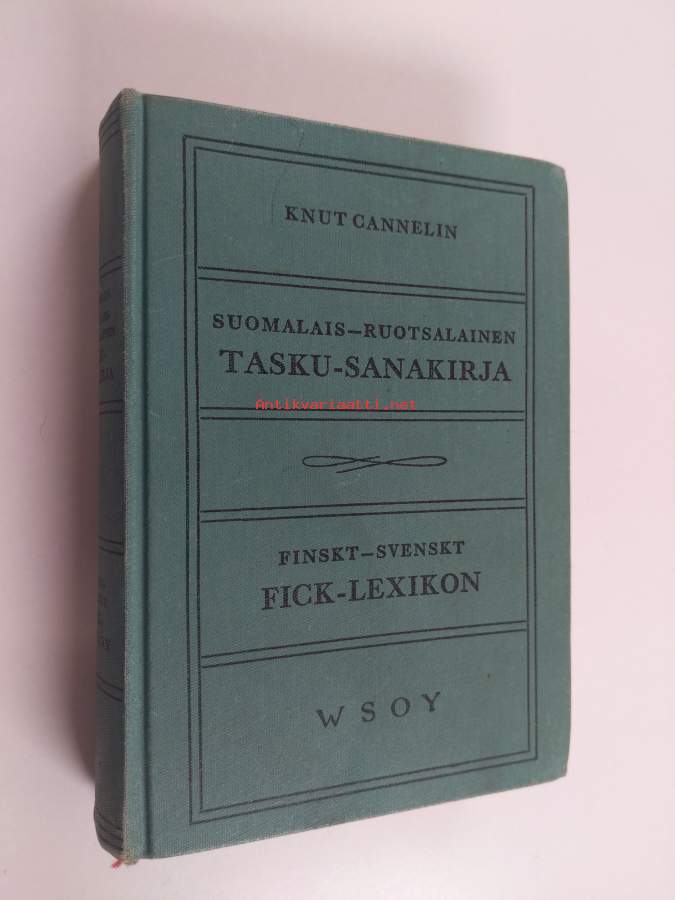 KNUT CANNELIN
SUOMALAIS–RUOTSALAINEN
TASKU-SANAKIRJA
Antikvariaatti.net
FINSKT–SVENSKT
FICK-LEXIKON
WSOY